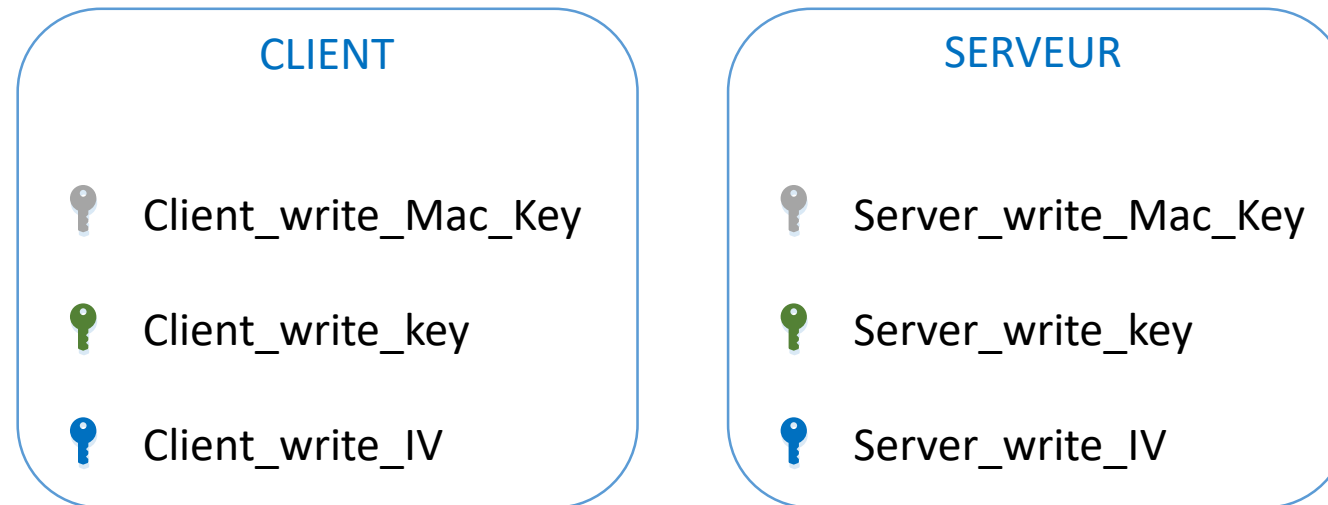 CLIENT
Client_write_Mac_Key
Client_write_key
Client_write_IV
SERVEUR
Server_write_Mac_Key
Server_write_key
Server_write_IV